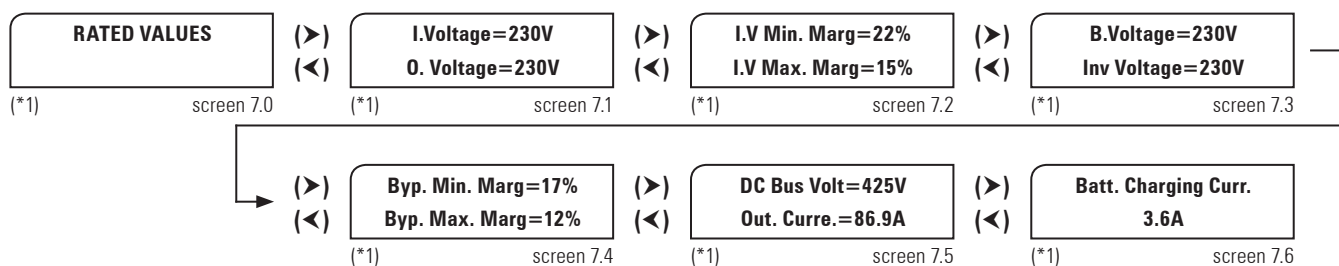 RATED VALUES
(*1) screen 7.0
(➤)
(➤)
I.Voltage=230V
O. Voltage=230V
(*1) screen 7.1
(➤)
(➤)
I.V Min. Marg=22%
I.V Max. Marg=15%
(*1) screen 7.2
(➤)
(➤)
B.Voltage=230V
Inv Voltage=230V
(*1) screen 7.3
(➤)
(➤)
Byp. Min. Marg=17%
Byp. Max. Marg=12%
(*1) screen 7.4
(➤)
(➤)
DC Bus Volt=425V
Out. Curre.=86.9A
(*1) screen 7.5
(➤)
(➤)
Batt. Charging Curr.
3.6A
(*1) screen 7.6